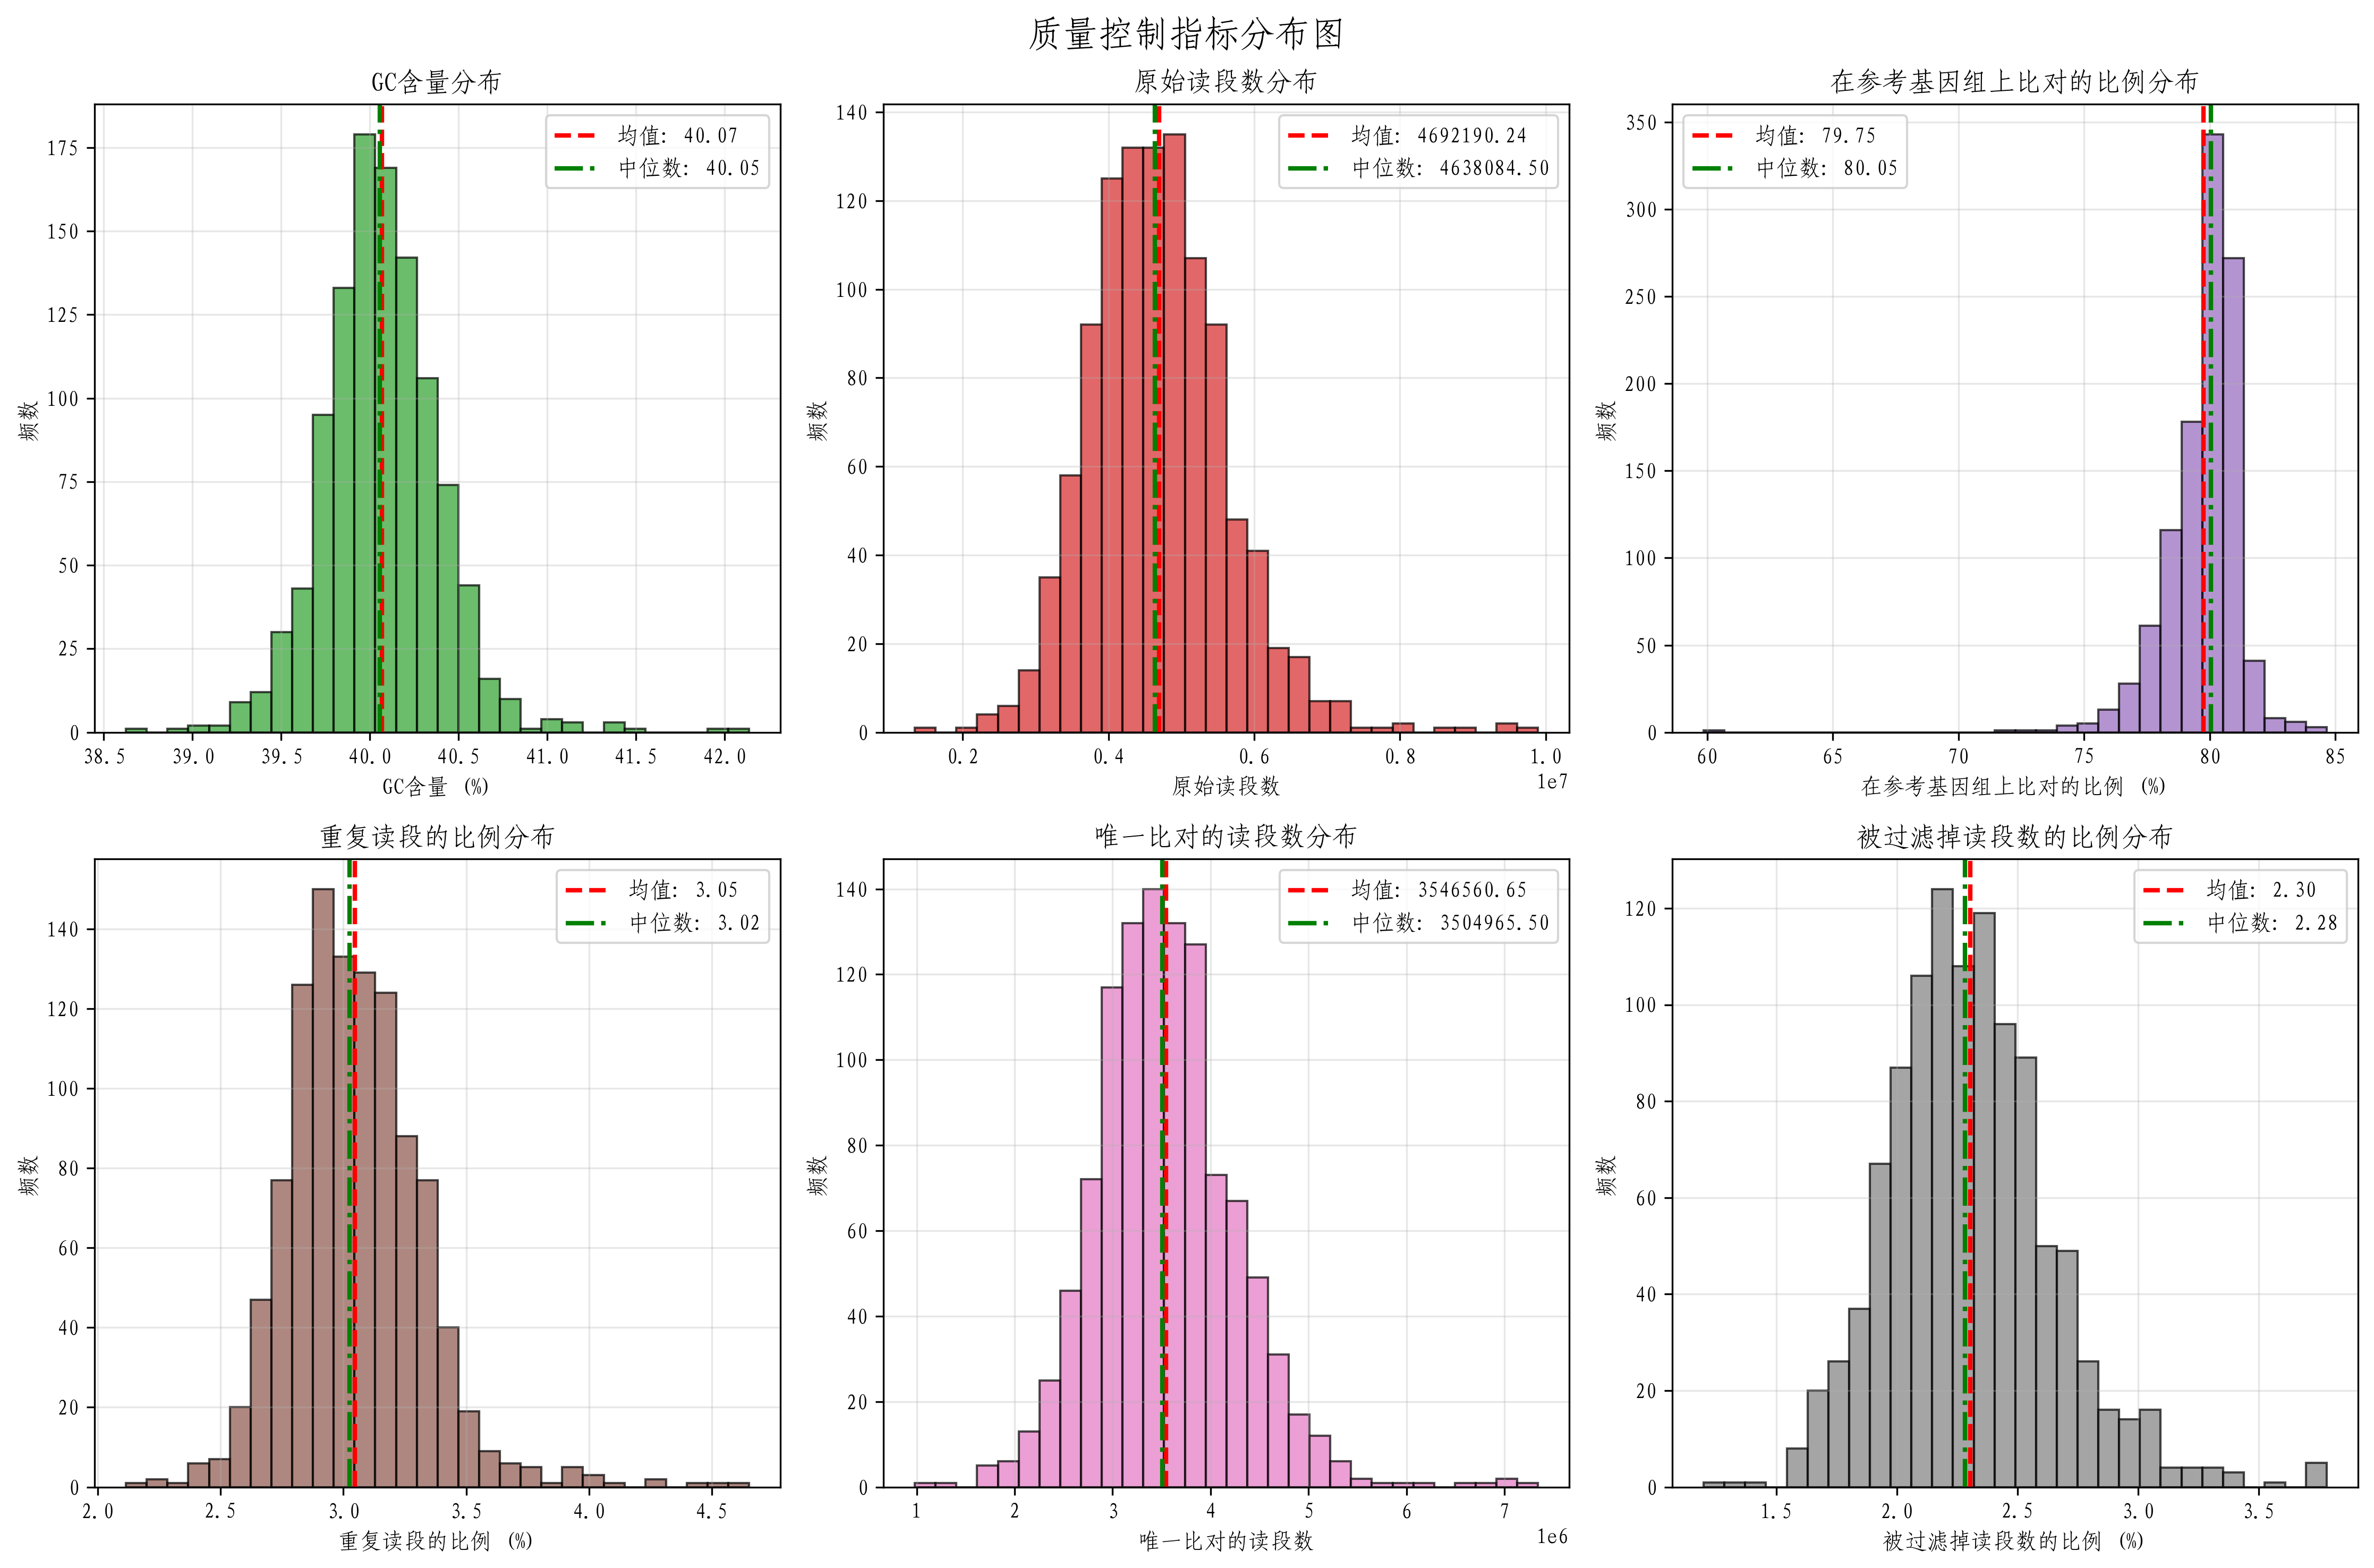 质量控制指标分布图
GC含量分布
均值: 40.07
中位数: 40.05
175
150
125
100
75
50
25
0
频数
38.5 39.0 39.5 40.0 40.5 41.0 41.5 42.0
GC含量 (%)
原始读段数分布
均值: 4692190.24
中位数: 4638084.50
140
120
100
80
60
40
20
0
频数
0.2 0.4 0.6 0.8 1.0
1e7
原始读段数
在参考基因组上比对的比例分布
均值: 79.75
中位数: 80.05
350
300
250
200
150
100
50
0
频数
60 65 70 75 80 85
在参考基因组上比对的比例 (%)
重复读段的比例分布
均值: 3.05
中位数: 3.02
140
120
100
80
60
40
20
0
频数
2.0 2.5 3.0 3.5 4.0 4.5
重复读段的比例 (%)
唯一比对的读段数分布
均值: 3546560.65
中位数: 3504965.50
140
120
100
80
60
40
20
0
频数
1 2 3 4 5 6 7
1e6
唯一比对的读段数
被过滤掉读段数的比例分布
均值: 2.30
中位数: 2.28
120
100
80
60
40
20
0
频数
1.5 2.0 2.5 3.0 3.5
被过滤掉读段数的比例 (%)